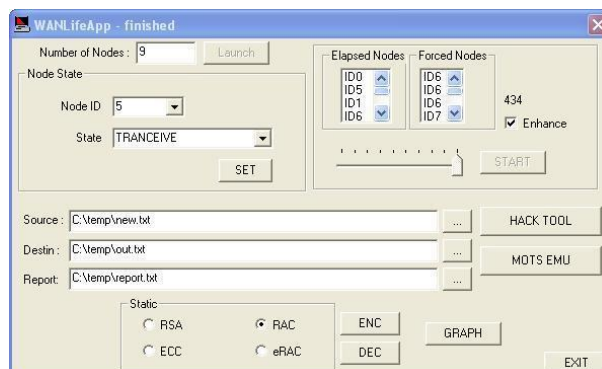 WANLifeApp - finished
Number of Nodes : 9 Launch
Node State
Node ID 5
State TRANCEIVE
SET
Elapsed Nodes Forced Nodes
ID0 ID6
ID5 ID6
ID1 ID6
ID6 ID7
434
Enhance
START
Source : C:\temp\new.txt ... HACK TOOL
Destin : C:\temp\out.txt ... MOTS EMU
Report: C:\temp\report.txt ...
Static
RSA RAC ENC
GRAPH
ECC eRAC DEC
EXIT